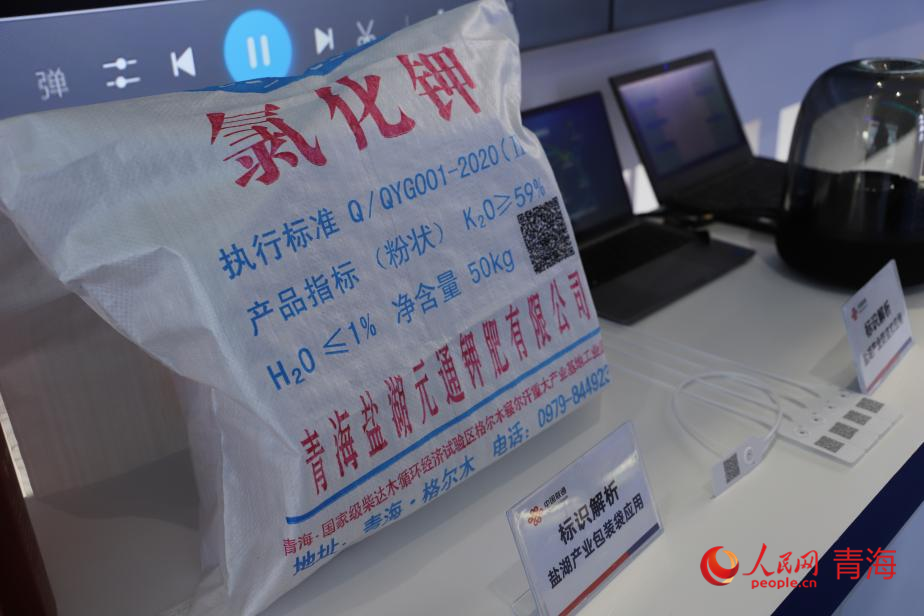 弹
氯化钾
执行标准 Q/QYG001-2020(I
产品指标（粉状）K₂O≥59%
H₂O≤1% 净含量 50kg
青海盐湖元通钾肥有限公司
青海·国家级柴达木循环经济试验区格尔木察尔汗重大产业基地工业
地址：青海·格尔木 电话：0979-844923
中国联通
标识解析
盐湖产业包装袋应用
标识解析
人民网 青海
people.cn